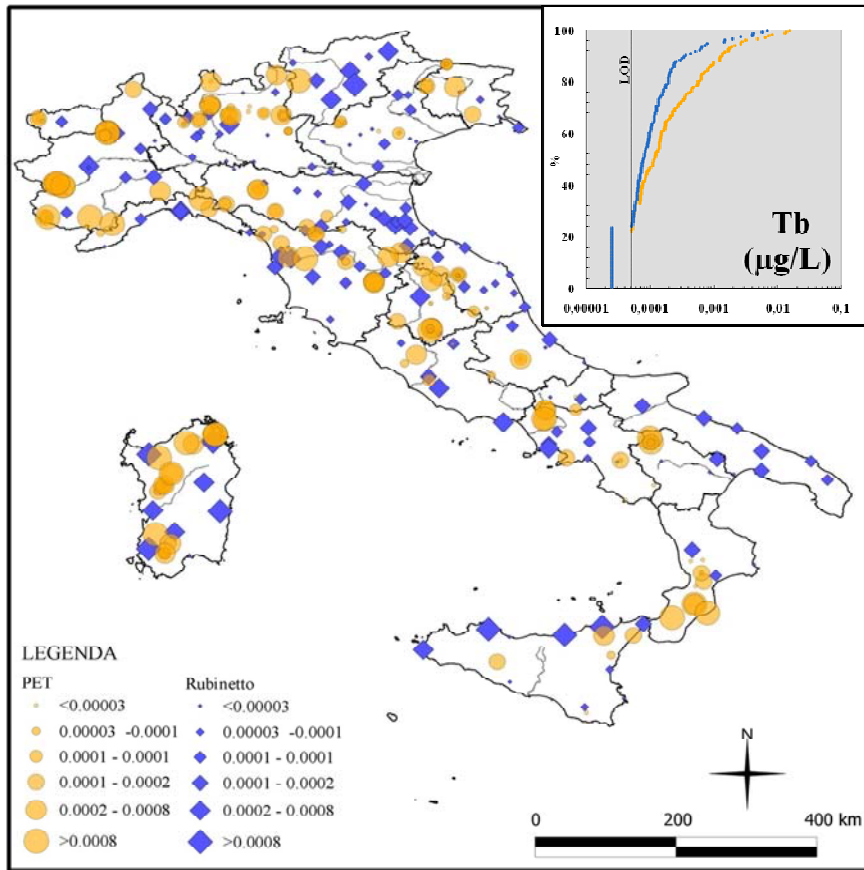 100
80
60
40
20
0
%
LOD
Tb
(µg/L)
0,00001 0,0001 0,001 0,01 0,1
LEGENDA
PET Rubinetto
<0.00003 <0.00003
0.00003 -0.0001 0.00003 -0.0001
0.0001 - 0.0001 0.0001 - 0.0001
0.0001 - 0.0002 0.0001 - 0.0002
0.0002 - 0.0008 0.0002 - 0.0008
>0.0008 >0.0008
N
0 200 400 km